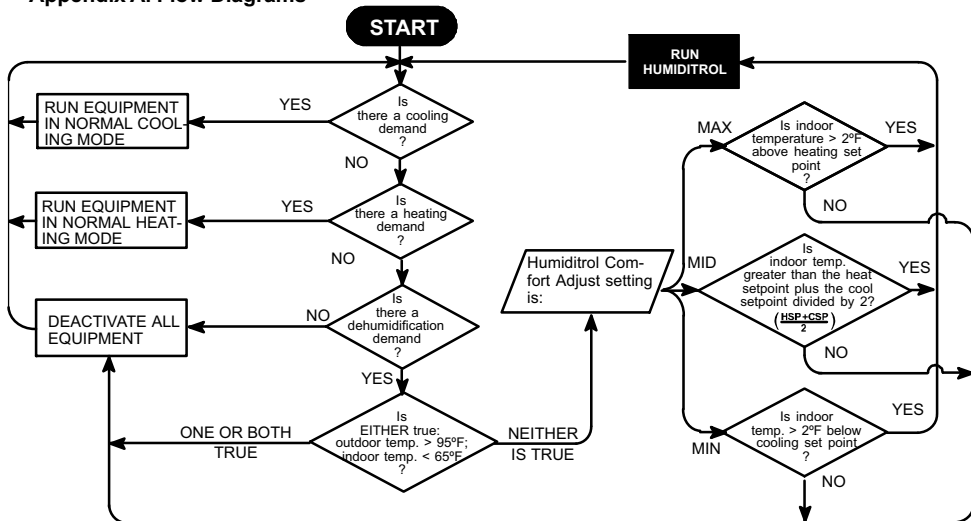 Appendix A. Flow Diagrams
START
RUN
HUMIDITROL
Is
there a cooling
demand
?
YES
NO
RUN EQUIPMENT
IN NORMAL COOL-
ING MODE
Is
there a heating
demand
?
YES
NO
RUN EQUIPMENT
IN NORMAL HEAT-
ING MODE
Is
there a
dehumidification
demand
?
NO
YES
DEACTIVATE ALL
EQUIPMENT
Is
EITHER true:
outdoor temp. > 95ºF;
indoor temp. < 65ºF
?
ONE OR BOTH
TRUE
NEITHER
IS TRUE
Humiditrol Com-
fort Adjust setting
is:
MAX
Is indoor
temperature > 2ºF
above heating set
point
?
YES
NO
MID
Is
indoor temp.
greater than the heat
setpoint plus the cool
setpoint divided by 2?
(HSP+CSP
2)
YES
NO
MIN
Is indoor
temp. > 2ºF below
cooling set point
?
YES
NO